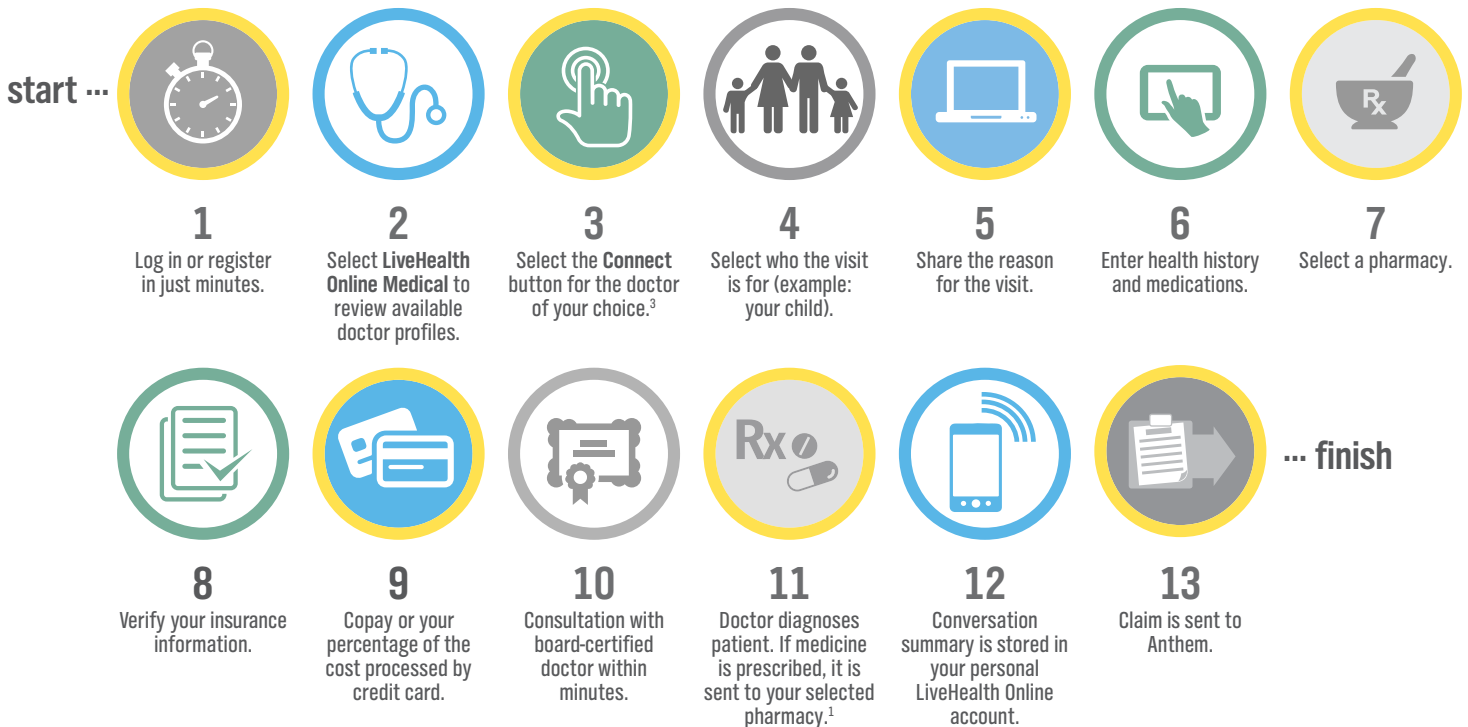 start ...
1
Log in or register
in just minutes.
2
Select LiveHealth
Online Medical to
review available
doctor profiles.
3
Select the Connect
button for the doctor
of your choice.³
4
Select who the visit
is for (example:
your child).
5
Share the reason
for the visit.
6
Enter health history
and medications.
7
Rx
Select a pharmacy.
8
Verify your insurance
information.
9
Copay or your
percentage of the
cost processed by
credit card.
10
Consultation with
board-certified
doctor within
minutes.
Rx
11
Doctor diagnoses
patient. If medicine
is prescribed, it is
sent to your selected
pharmacy.¹
12
Conversation
summary is stored in
your personal
LiveHealth Online
account.
13
Claim is sent to
Anthem.
... finish